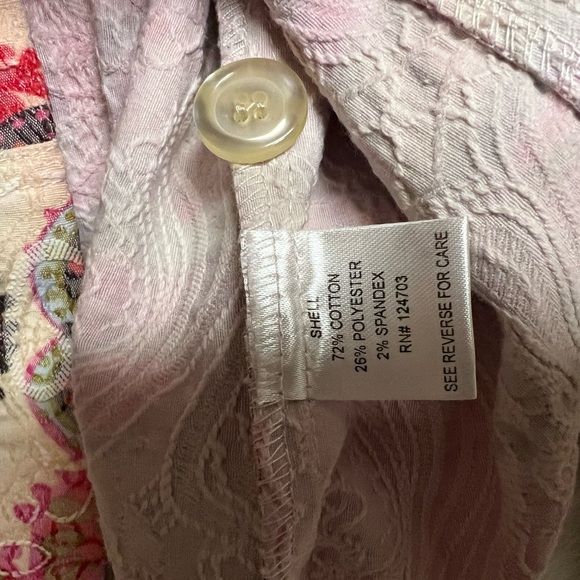 SHELL
72% COTTON
26% POLYESTER
2% SPANDEX
RN# 124703
SEE REVERSE FOR CARE